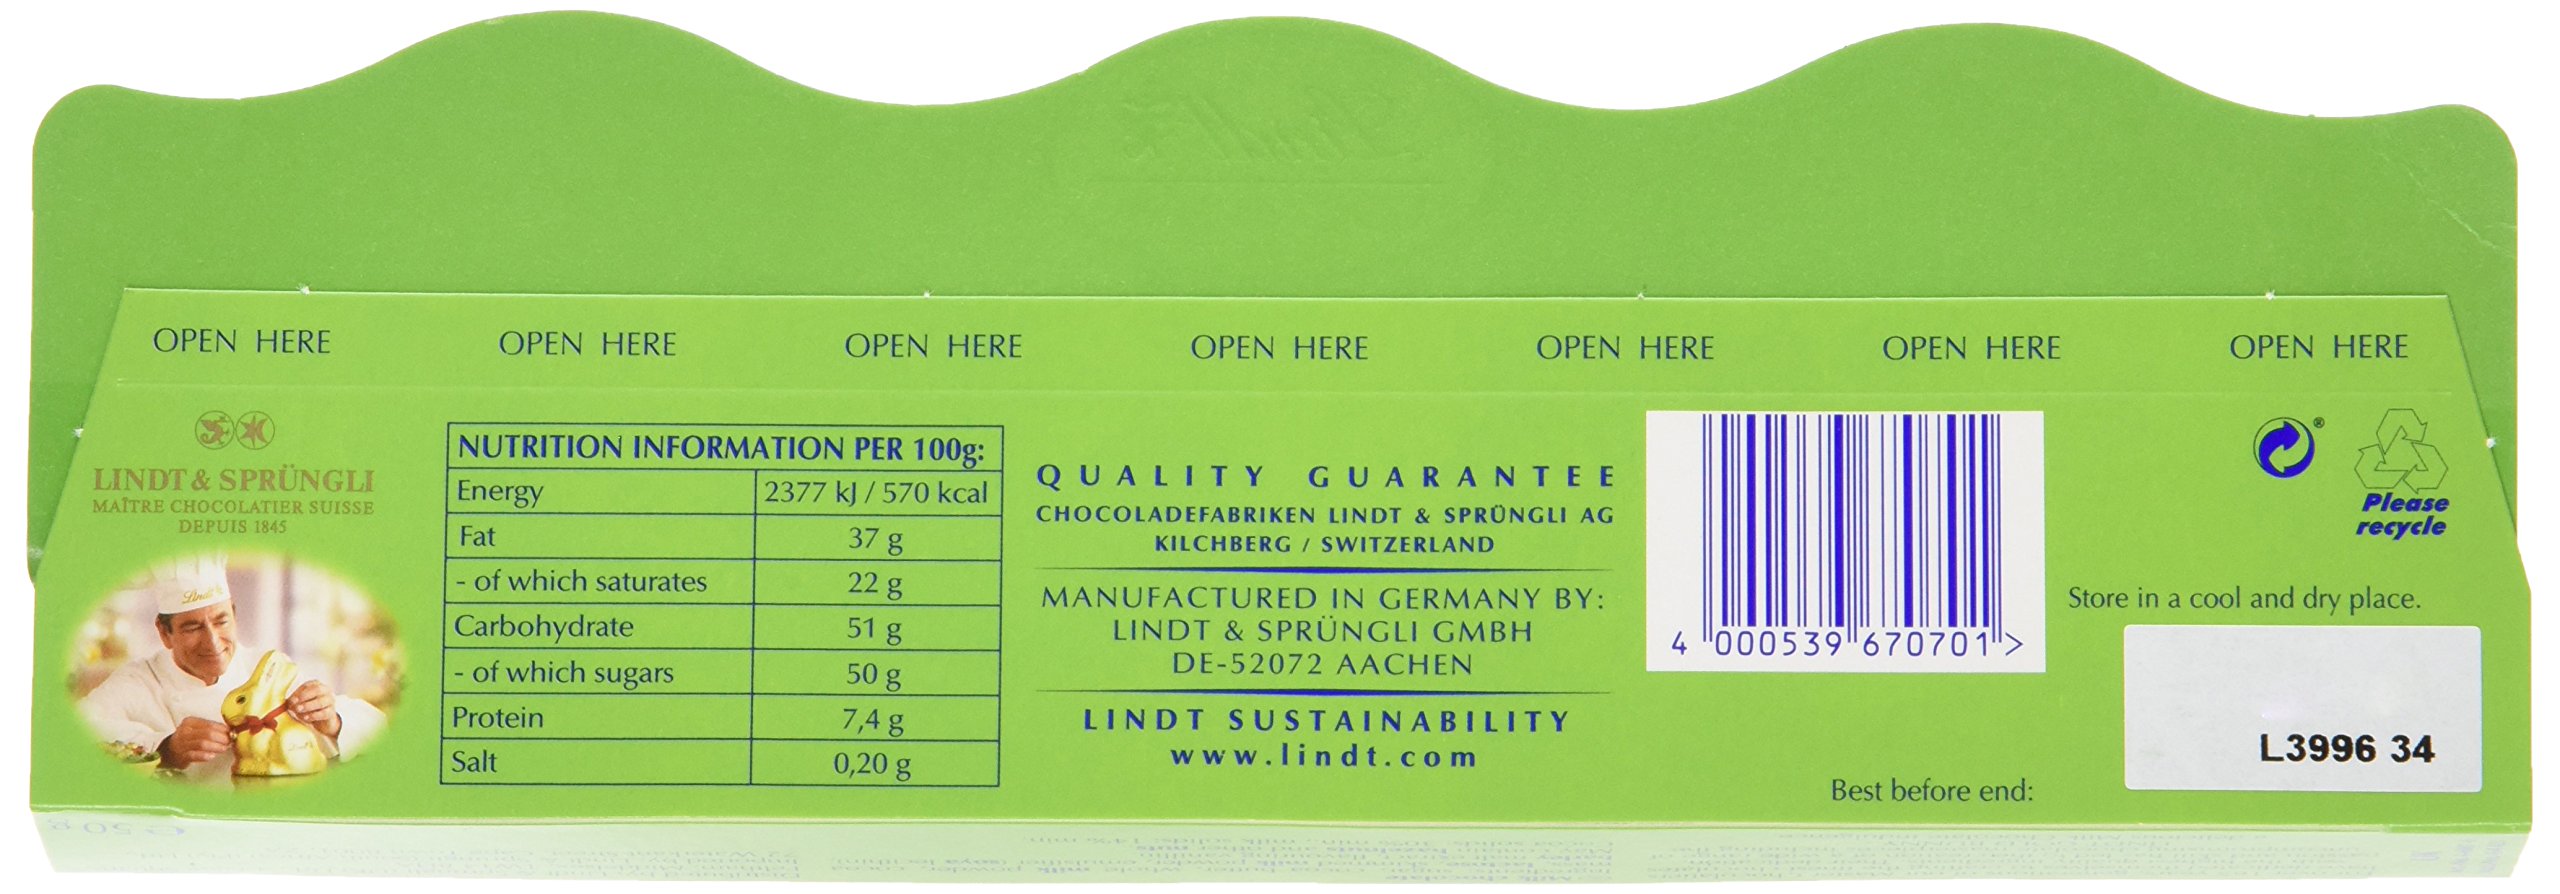 Lindt
OPEN HERE OPEN HERE OPEN HERE OPEN HERE OPEN HERE OPEN HERE OPEN HERE
LINDT & SPRÜNGLI
MAÎTRE CHOCOLATIER SUISSE
DEPUIS 1845
Lindt
Lindt
NUTRITION INFORMATION PER 100g:
Energy 2377 kJ / 570 kcal
Fat 37 g
- of which saturates 22 g
Carbohydrate 51 g
- of which sugars 50 g
Protein 7,4 g
Salt 0,20 g
QUALITY GUARANTEE
CHOCOLADEFABRIKEN LINDT & SPRÜNGLI AG
KILCHBERG / SWITZERLAND
MANUFACTURED IN GERMANY BY:
LINDT & SPRÜNGLI GMBH
DE-52072 AACHEN
LINDT SUSTAINABILITY
www.lindt.com
4 000539 670701 >
®
Please
recycle
Store in a cool and dry place.
L3996 34
Best before end:
℮ 50 g